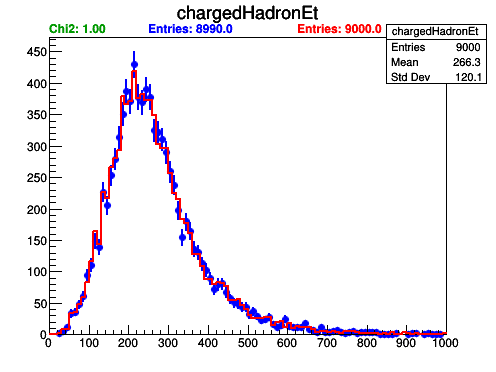 chargedHadronEt
Chi2: 1.00 Entries: 8990.0 Entries: 9000.0
chargedHadronEt
Entries 9000
Mean 266.3
Std Dev 120.1
450
400
350
300
250
200
150
100
50
0
0 100 200 300 400 500 600 700 800 900 1000